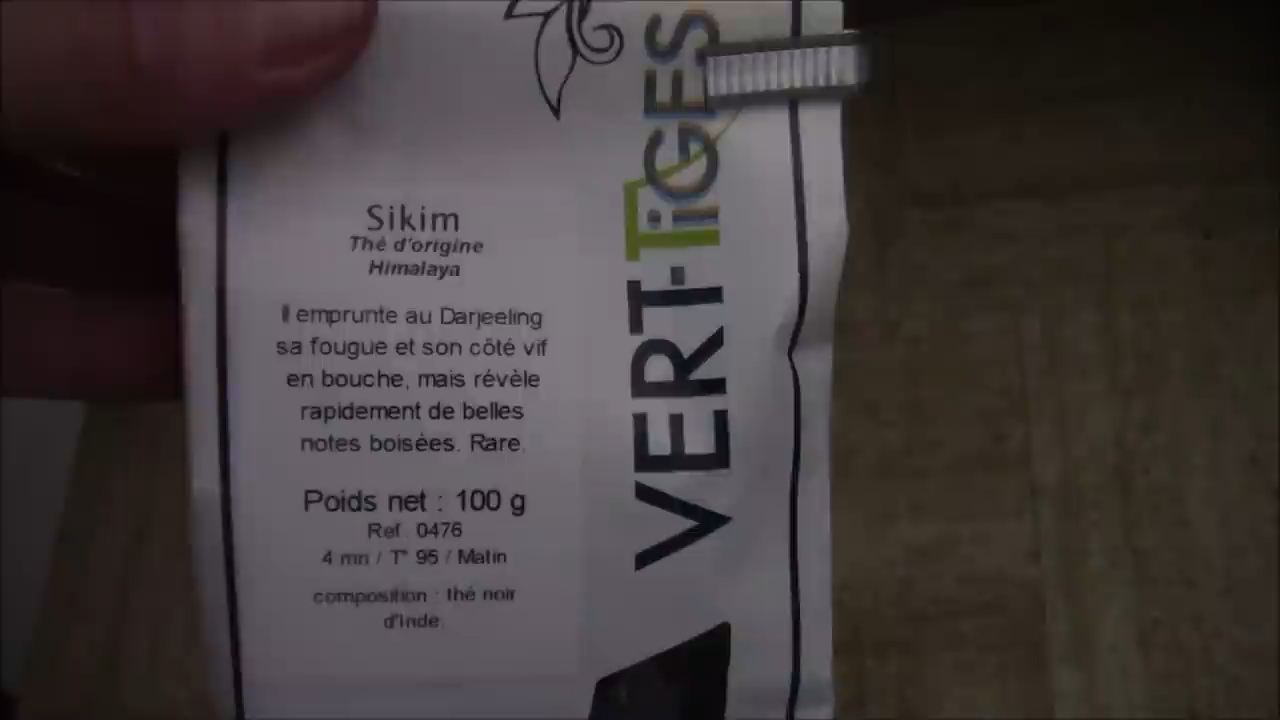 Sikim
Thé d'origine
Himalaya
Il emprunte au Darjeeling
sa fougue et son côté vif
en bouche, mais révèle
rapidement de belles
notes boisées. Rare.
Poids net : 100 g
Ref. 0476
4 mn / T° 95 / Matin
composition : thé noir
d'Inde.
VERT-TiGES